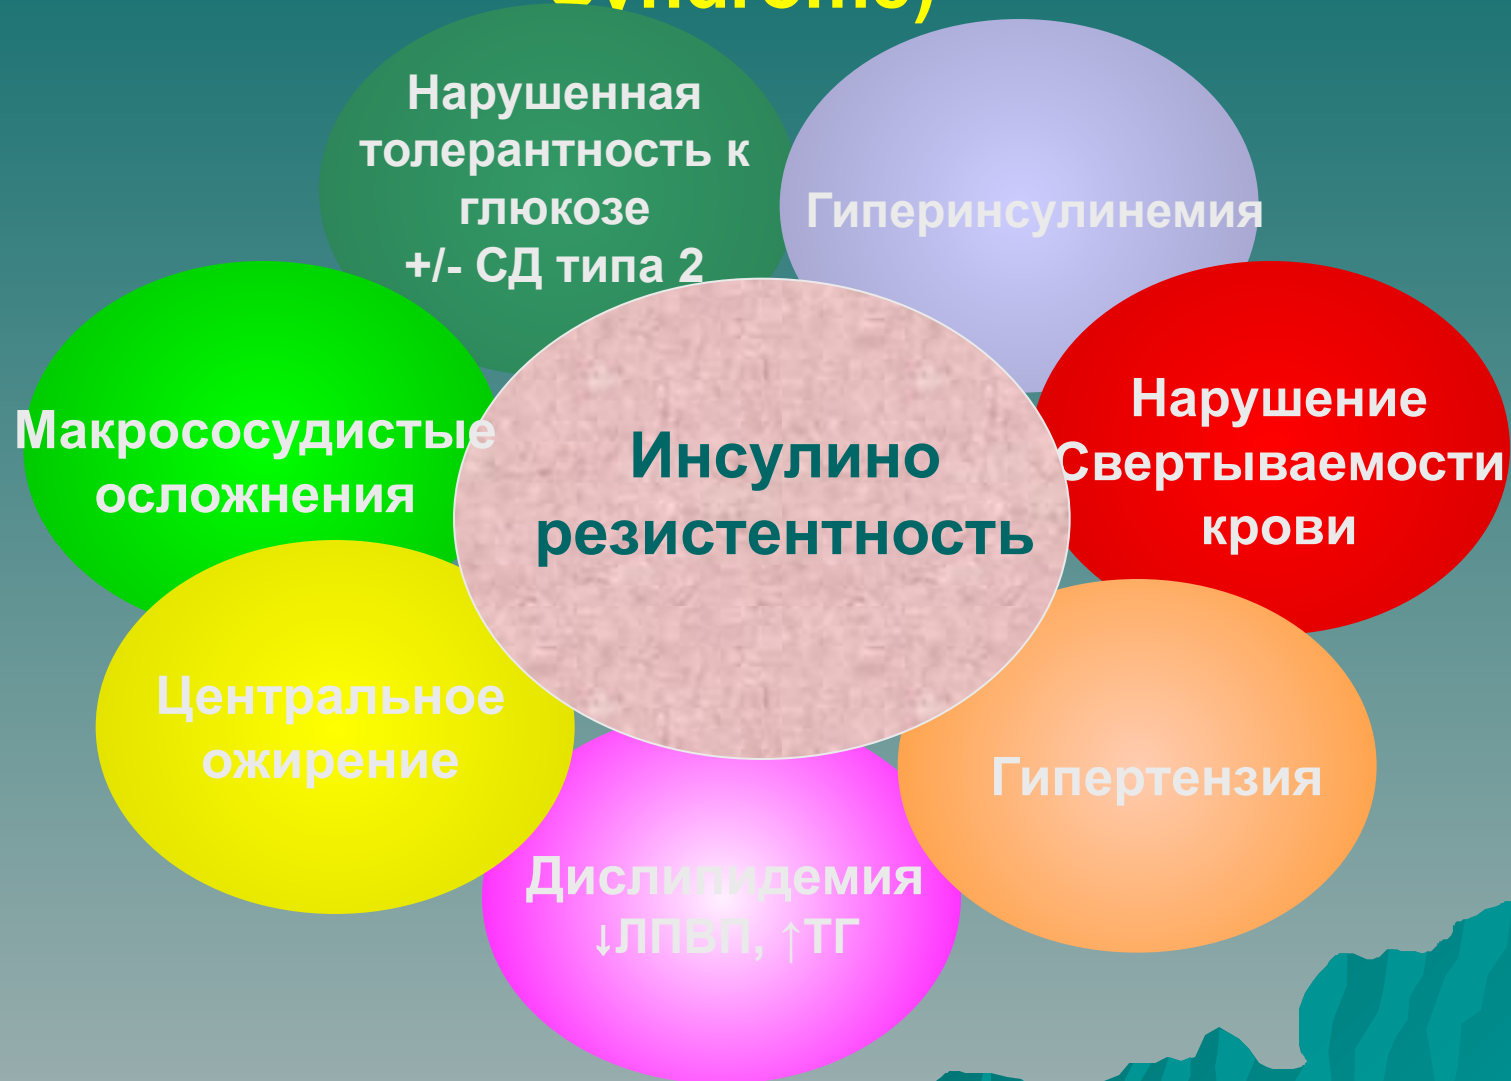 Нарушенная
толерантность к
глюкозе
+/- СД типа 2
Гиперинсулинемия
Макрососудистые
осложнения
Инсулино
резистентность
Нарушение
Свертываемости
крови
Центральное
ожирение
Гипертензия
Дислипидемия
↓ЛПВП, ↑ТГ